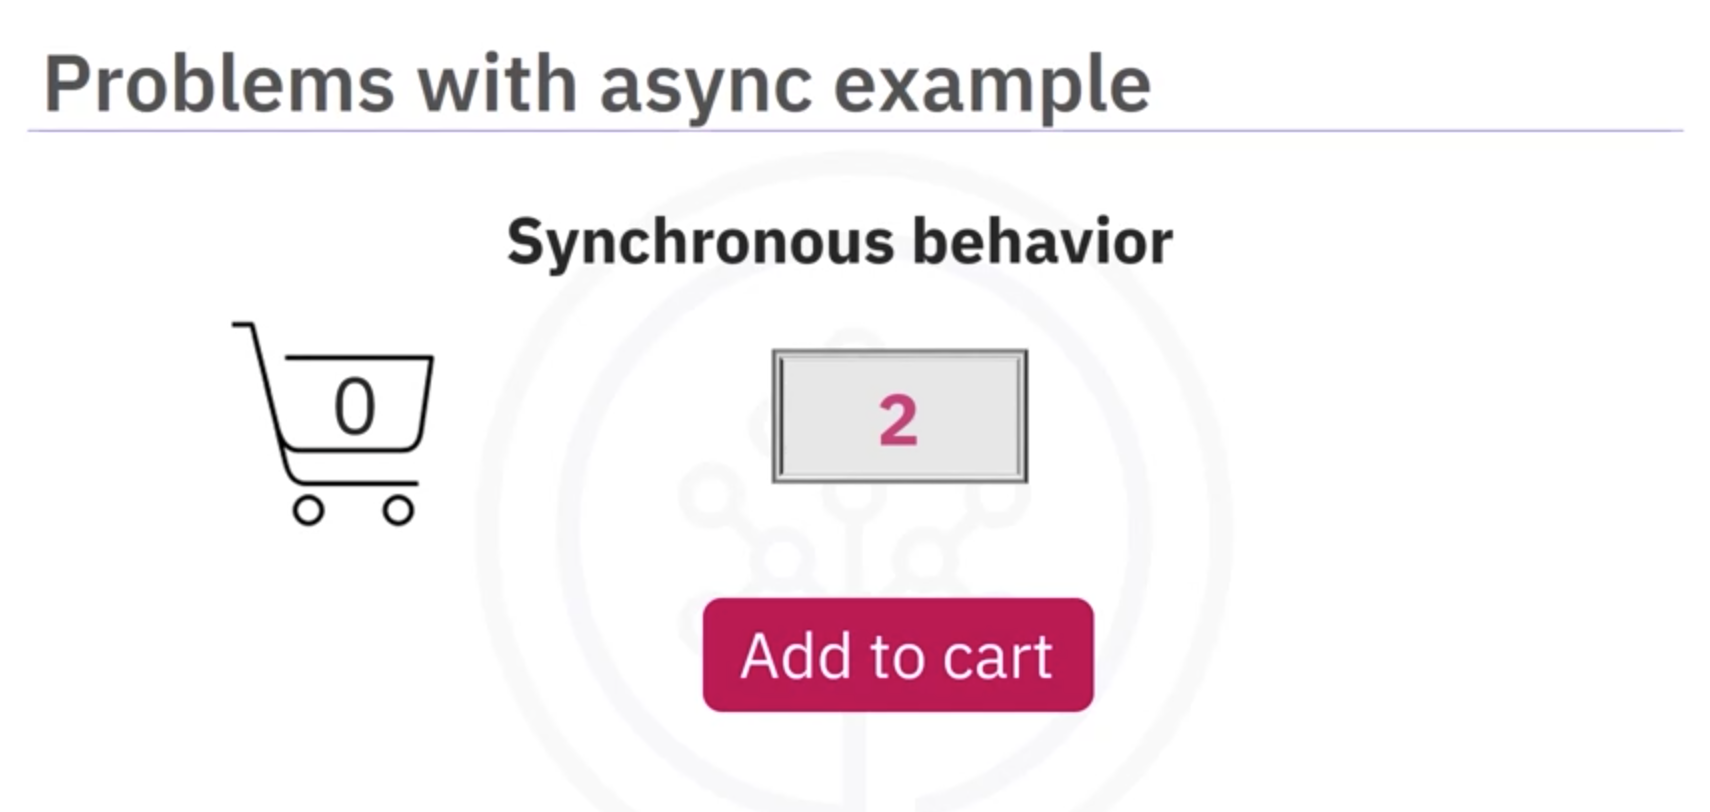 Problems with async example
Synchronous behavior
0
2
Add to cart